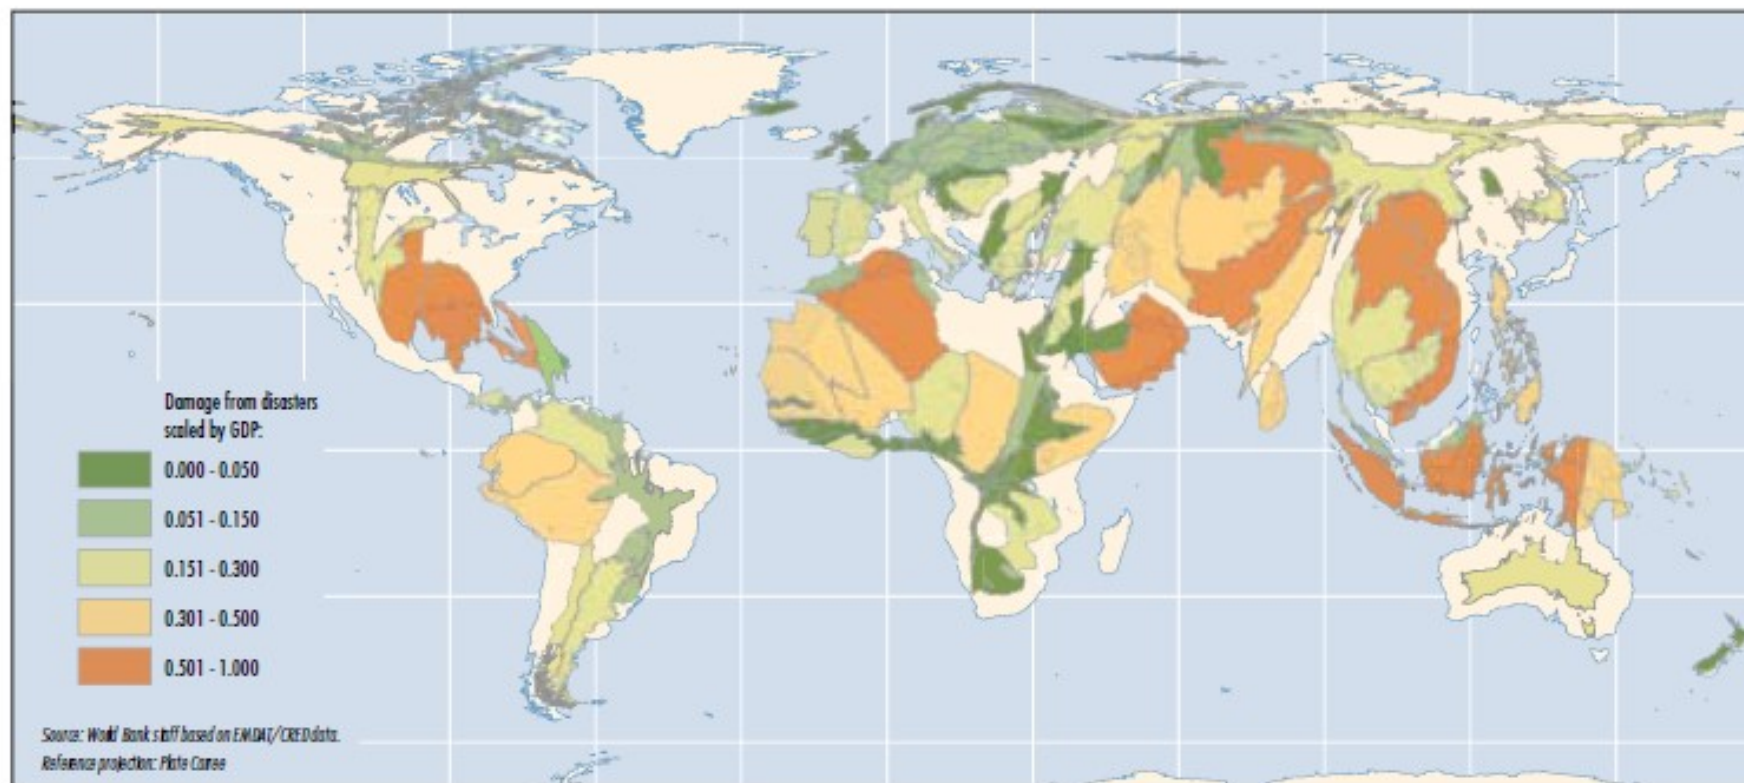 Damage from disasters
scaled by GDP:
0.000 - 0.050
0.051 - 0.150
0.151 - 0.300
0.301 - 0.500
0.501 - 1.000
Source: World Bank staff based on EMDAT/CRED data.
Reference projection: Plate Carree